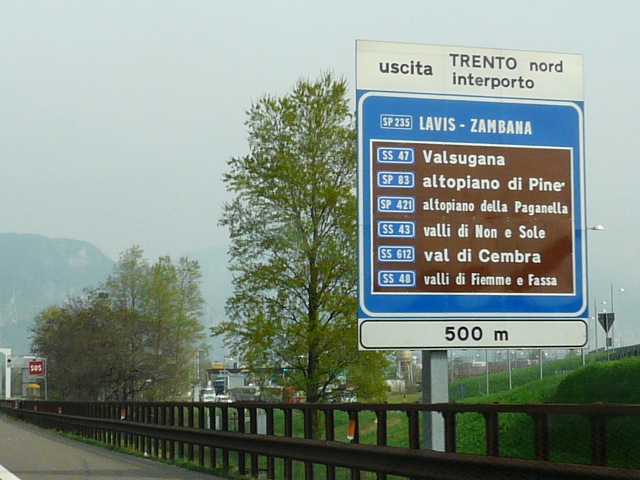 uscita TRENTO nord
interporto
SP 235 LAVIS - ZAMBANA
SS 47 Valsugana
SP 83 altopiano di Pine'
SP 421 altopiano della Paganella
SS 43 valli di Non e Sole
SS 612 val di Cembra
SS 48 valli di Fiemme e Fassa
500 m
SOS